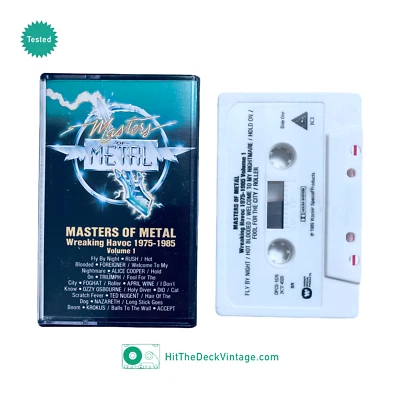 Tested
Masters
OF
METAL
MASTERS OF METAL
Wreaking Havoc 1975-1985
Volume 1
Fly By Night • RUSH / Hot
Blooded • FOREIGNER / Welcome To My
Nightmare • ALICE COOPER / Hold
On • TRIUMPH / Fool For The
City • FOGHAT / Roller • APRIL WINE / I Don't
Know • OZZY OSBOURNE / Holy Diver • DIO / Cat
Scratch Fever • TED NUGENT / Hair Of The
Dog • NAZARETH / Long Stick Goes
Boom • KROKUS / Balls To The Wall • ACCEPT
MASTERS OF METAL
Wreaking Havoc 1975-1985 Volume 1
FLY BY NIGHT / HOT BLOODED / WELCOME TO MY NIGHTMARE / HOLD ON /
FOOL FOR THE CITY / ROLLER
Side One
HitTheDeckVintage.com